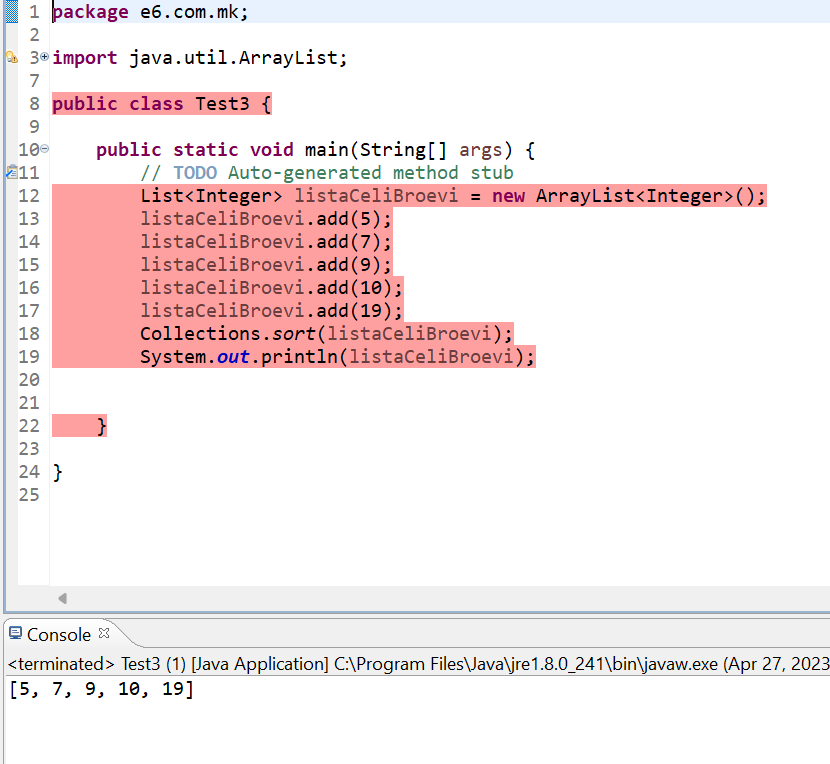 1 package e6.com.mk;
2
3 import java.util.ArrayList;
7
8 public class Test3 {
9
10     public static void main(String[] args) {
11         // TODO Auto-generated method stub
12         List<Integer> listaCeliBroevi = new ArrayList<Integer>();
13         listaCeliBroevi.add(5);
14         listaCeliBroevi.add(7);
15         listaCeliBroevi.add(9);
16         listaCeliBroevi.add(10);
17         listaCeliBroevi.add(19);
18         Collections.sort(listaCeliBroevi);
19         System.out.println(listaCeliBroevi);
20
21
22     }
23
24 }
25
Console
<terminated> Test3 (1) [Java Application] C:\Program Files\Java\jre1.8.0_241\bin\javaw.exe (Apr 27, 2023
[5, 7, 9, 10, 19]